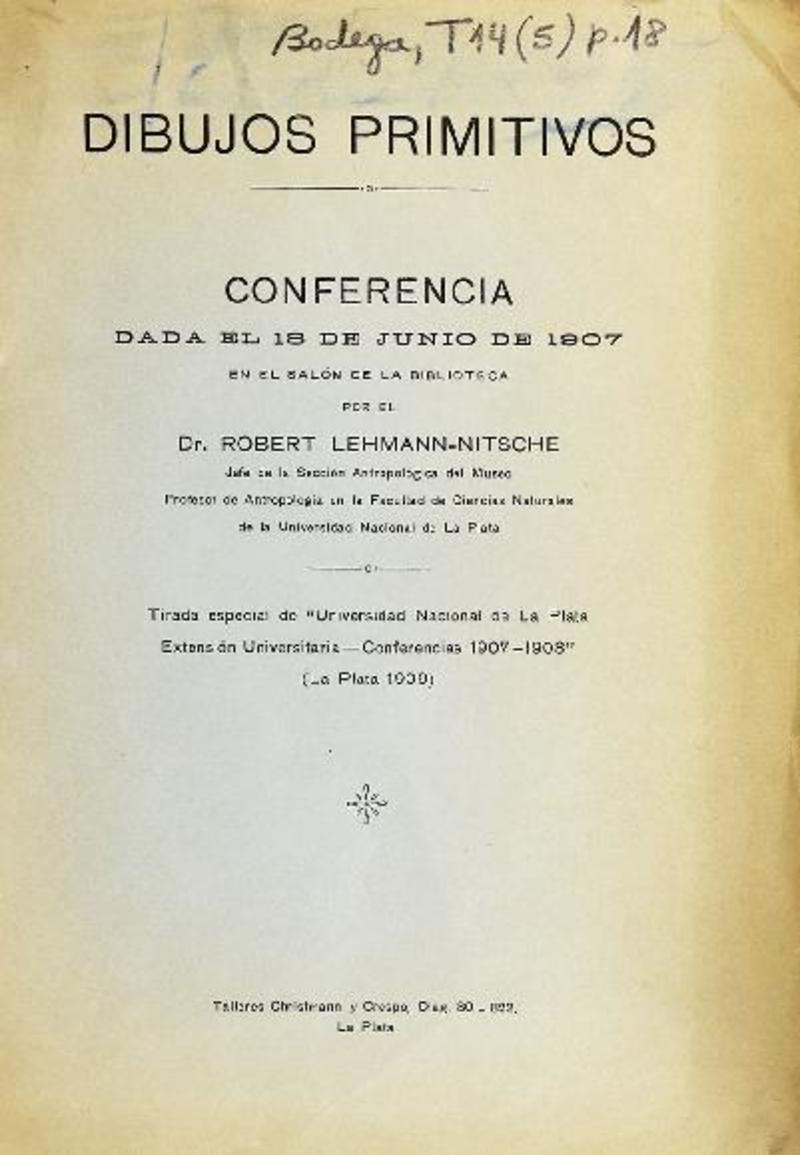 Bodega, T14(5) p.18
DIBUJOS PRIMITIVOS
CONFERENCIA
DADA EL 18 DE JUNIO DE 1907
EN EL SALÓN DE LA BIBLIOTECA
POR EL
Dr. ROBERT LEHMANN-NITSCHE
Jefe de la Sección Antropológica del Museo
Profesor de Antropología en la Facultad de Ciencias Naturales
de la Universidad Nacional de La Plata
Tirada especial de "Universidad Nacional de La Plata
Extensión Universitaria—Conferencias 1907-1908"
(La Plata 1909)
Talleres Christmann y Crespo, Diag. 80 - 
La Plata